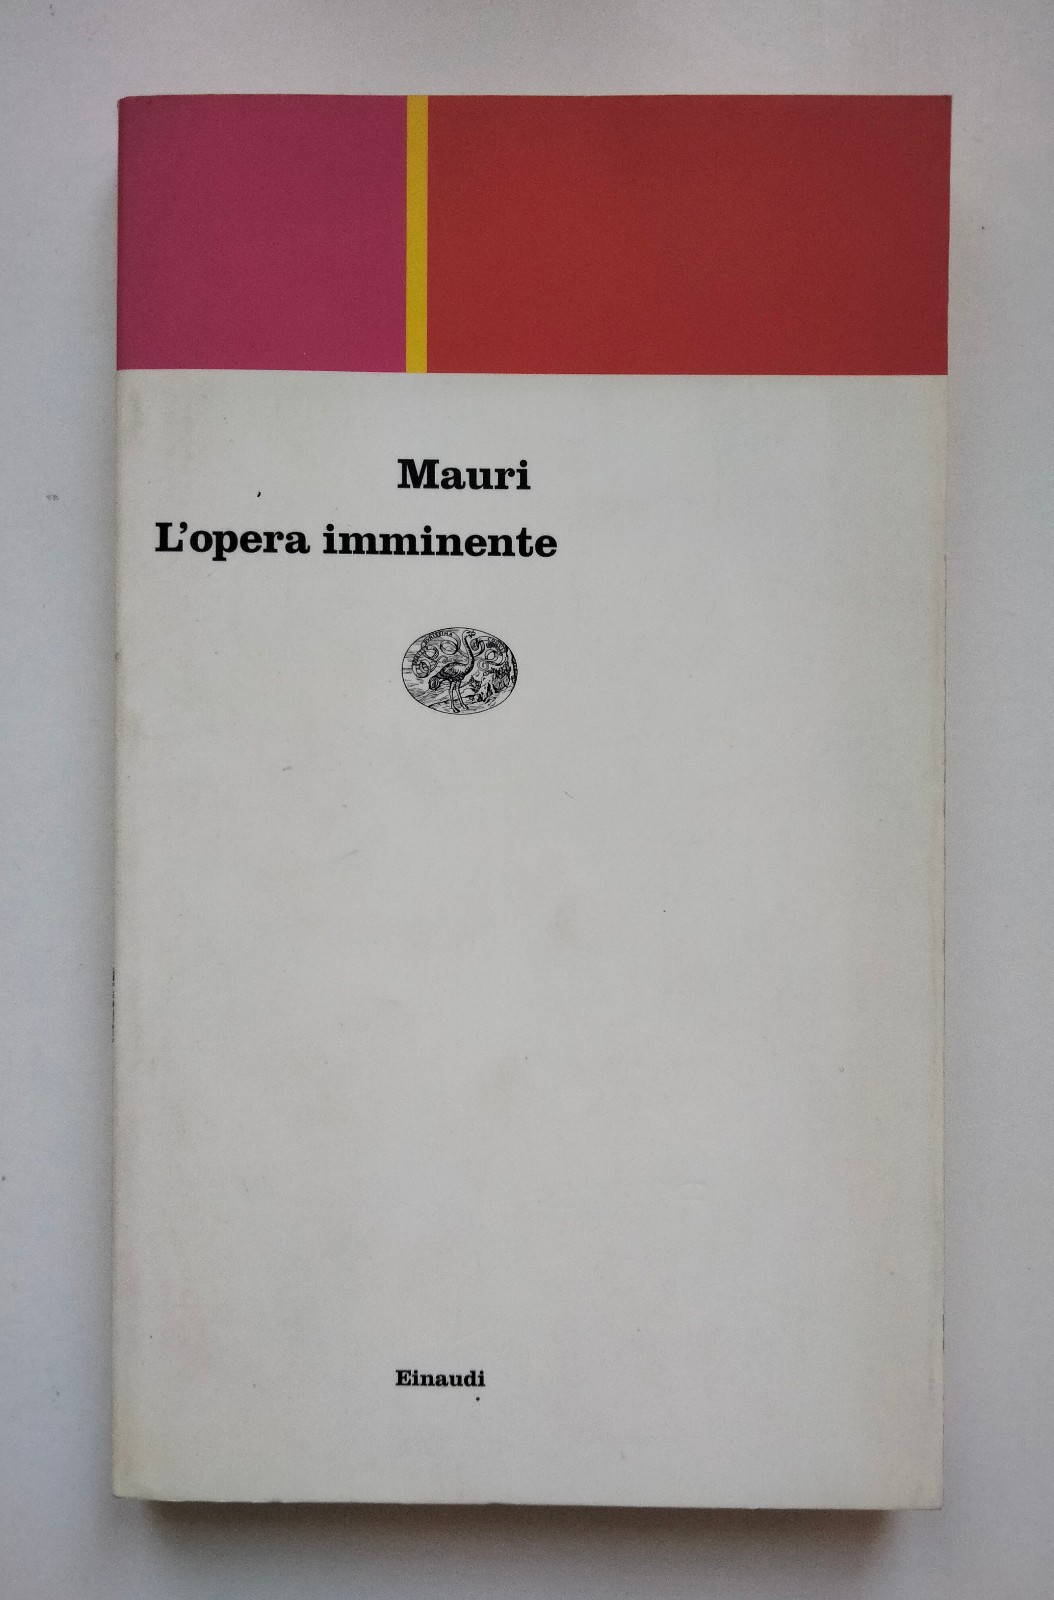 Mauri
L'opera imminente
Einaudi